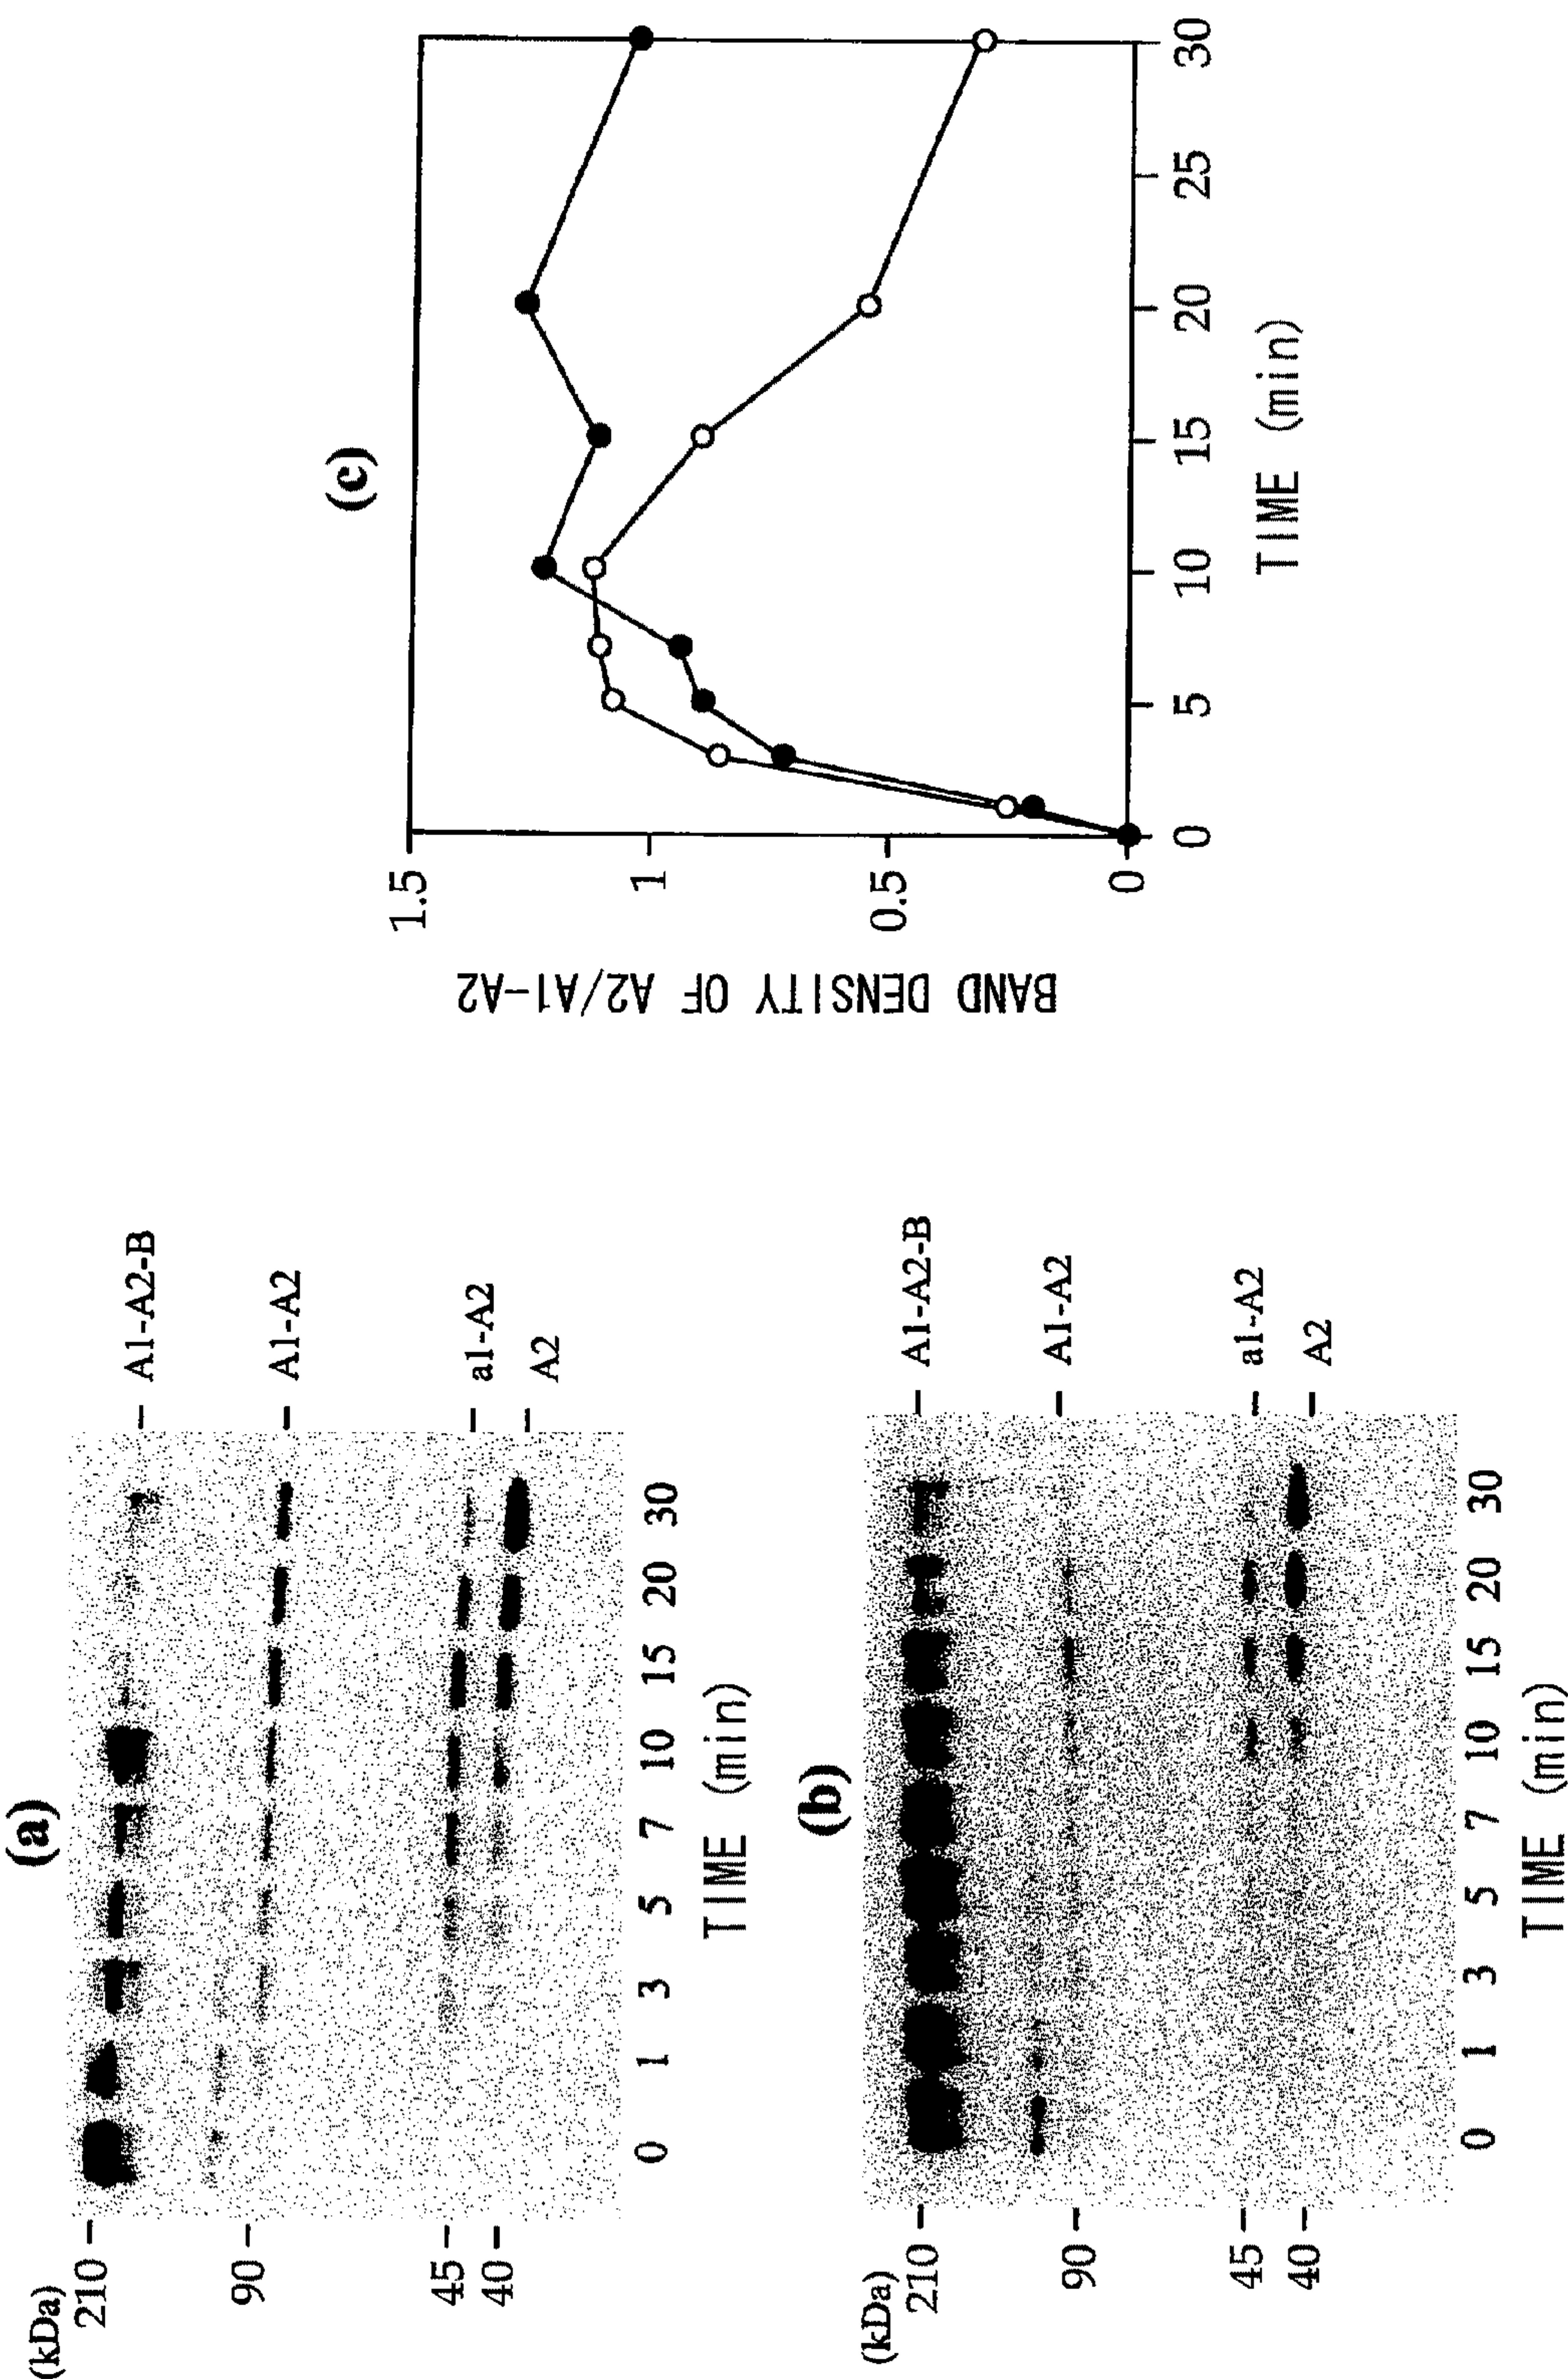 (a)
(kDa)
210
90
45
40
A1-A2-B
A1-A2
a1-A2
A2
0 1 3 5 7 10 15 20 30
TIME (min)
(b)
(kDa)
210
90
45
40
A1-A2-B
A1-A2
a1-A2
A2
0 1 3 5 7 10 15 20 30
TIME (min)
(c)
BAND DENSITY OF A2/A1-A2
1.5
1
0.5
0
0 5 10 15 20 25 30
TIME (min)